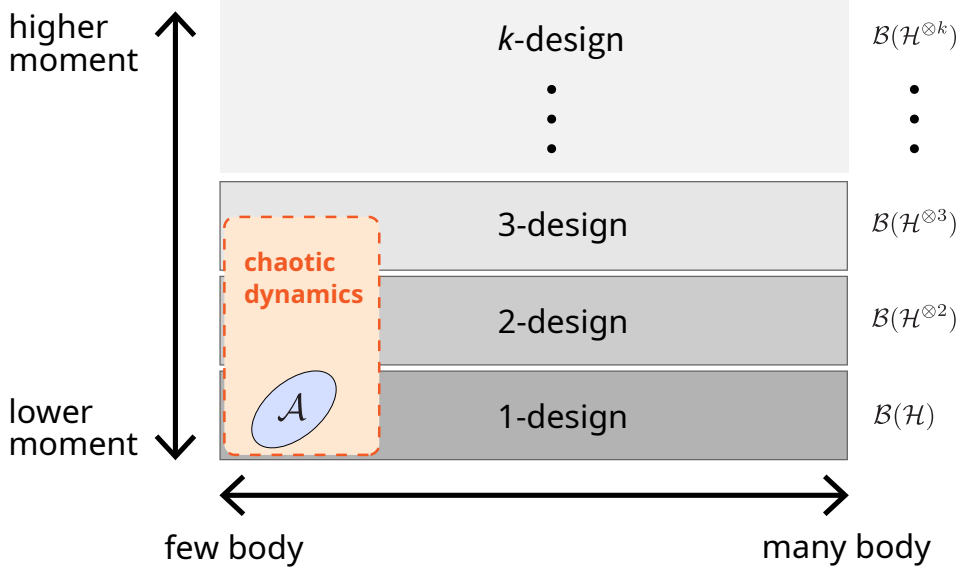 higher
moment
k-design
ℬ(ℋ^{⊗k})
3-design
ℬ(ℋ^{⊗3})
chaotic
dynamics
2-design
ℬ(ℋ^{⊗2})
𝒜
1-design
ℬ(ℋ)
lower
moment
few body
many body